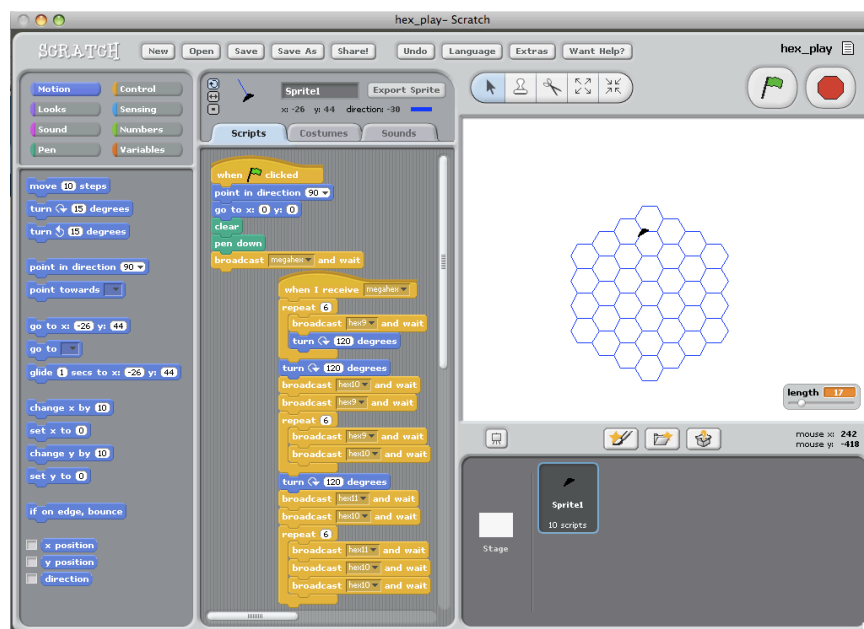 hex_play- Scratch
SCRATCH New Open Save Save As Share! Undo Language Extras Want Help? hex_play
Motion Control
Looks Sensing
Sound Numbers
Pen Variables
move 10 steps
turn 15 degrees
turn 15 degrees
point in direction 90
point towards
go to x: -26 y: 44
go to
glide 1 secs to x: -26 y: 44
change x by 10
set x to 0
change y by 10
set y to 0
if on edge, bounce
x position
y position
direction
Sprite1 Export Sprite
x: -26 y: 44 direction: -30
Scripts Costumes Sounds
when clicked
point in direction 90
go to x: 0 y: 0
clear
pen down
broadcast megahex and wait
when I receive megahex
repeat 6
broadcast hex9 and wait
turn 120 degrees
turn 120 degrees
broadcast hex10 and wait
broadcast hex9 and wait
repeat 6
broadcast hex9 and wait
broadcast hex10 and wait
turn 120 degrees
broadcast hex11 and wait
broadcast hex10 and wait
repeat 6
broadcast hex11 and wait
broadcast hex10 and wait
broadcast hex10 and wait
length 17
mouse x: 242
mouse y: -418
Stage
Sprite1
10 scripts